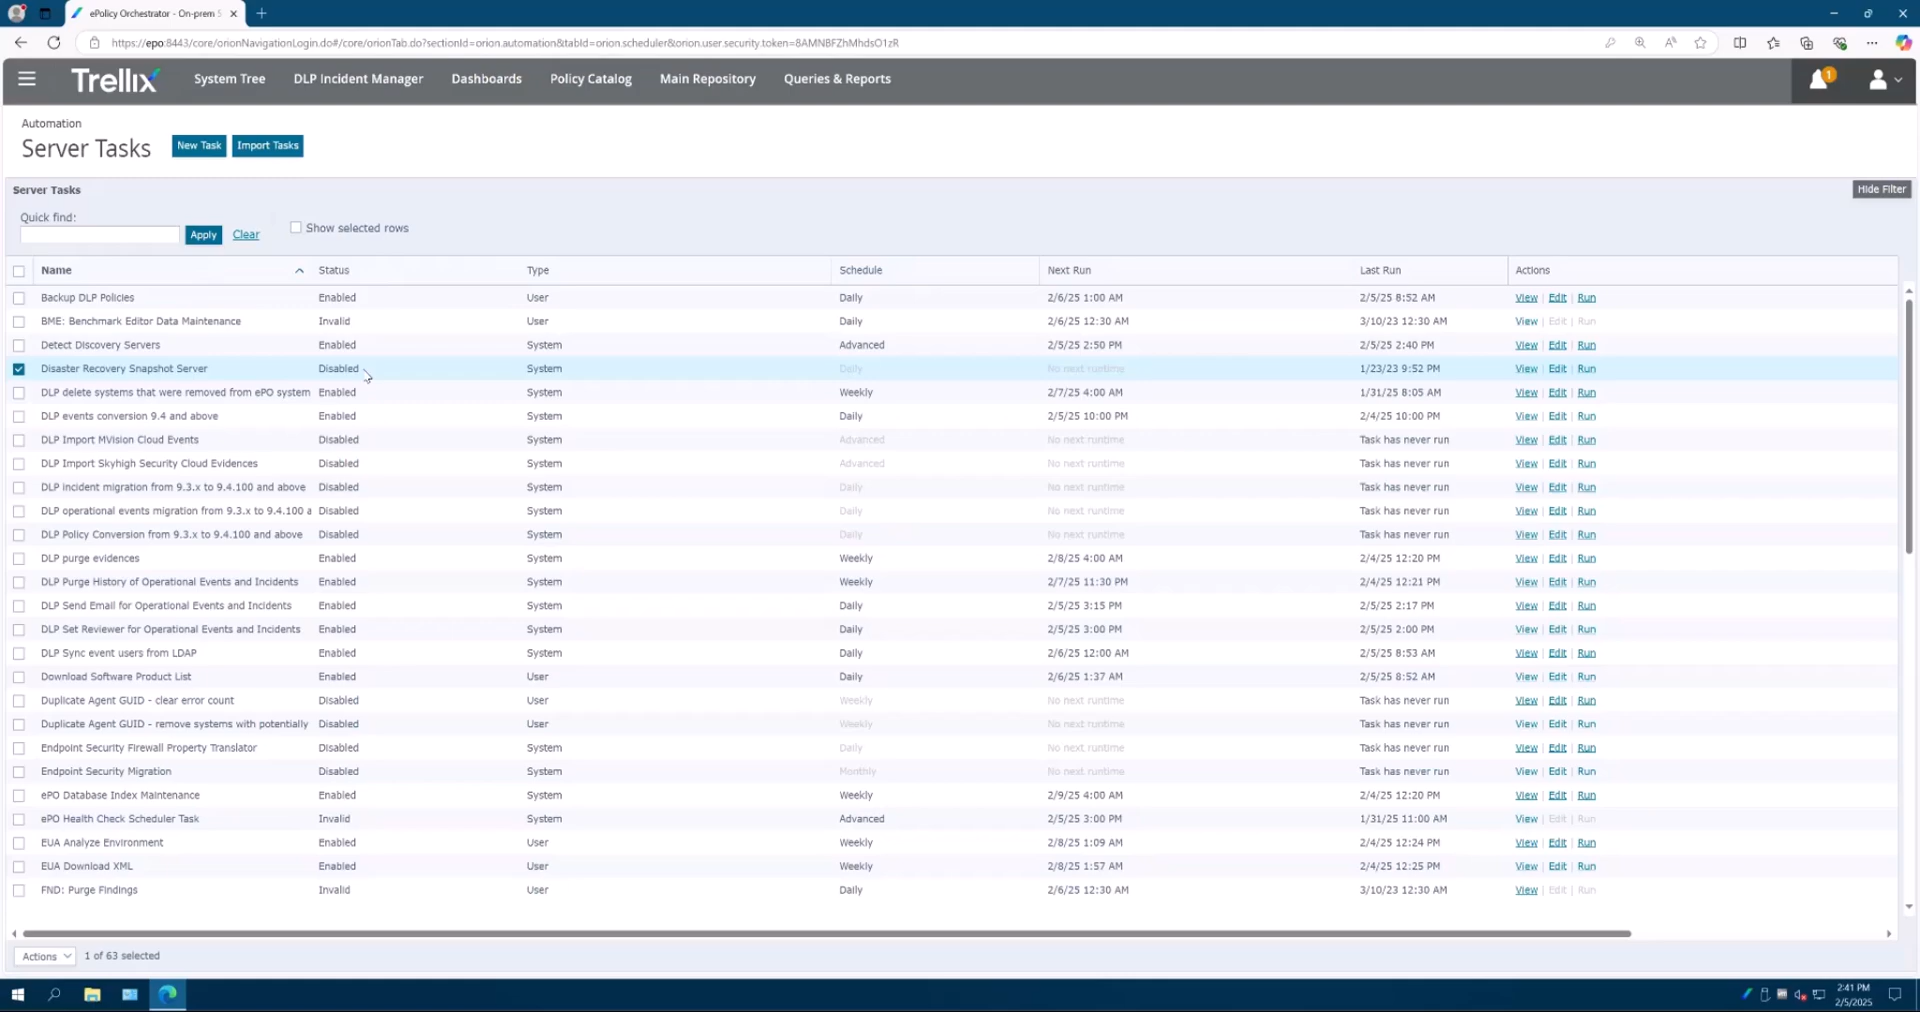 ePolicy Orchestrator - On-prem 5
https://epo:8443/core/orionNavigationLogin.do#/core/orionTab.do?sectionId=orion.automation&tabId=orion.scheduler&orion.user.security.token=8AMNBFZhMhdsO1zR
Trellix System Tree DLP Incident Manager Dashboards Policy Catalog Main Repository Queries & Reports 1
Automation
Server Tasks New Task Import Tasks
Server Tasks Hide Filter
Quick find:
Apply Clear Show selected rows
Name Status Type Schedule Next Run Last Run Actions
Backup DLP Policies Enabled User Daily 2/6/25 1:00 AM 2/5/25 8:52 AM View | Edit | Run
BME: Benchmark Editor Data Maintenance Invalid User Daily 2/6/25 12:30 AM 3/10/23 12:30 AM View | Edit | Run
Detect Discovery Servers Enabled System Advanced 2/5/25 2:50 PM 2/5/25 2:40 PM View | Edit | Run
Disaster Recovery Snapshot Server Disabled System Daily No next runtime 1/23/23 9:52 PM View | Edit | Run
DLP delete systems that were removed from ePO system Enabled System Weekly 2/7/25 4:00 AM 1/31/25 8:05 AM View | Edit | Run
DLP events conversion 9.4 and above Enabled System Daily 2/5/25 10:00 PM 2/4/25 10:00 PM View | Edit | Run
DLP Import MVision Cloud Events Disabled System Advanced No next runtime Task has never run View | Edit | Run
DLP Import Skyhigh Security Cloud Evidences Disabled System Advanced No next runtime Task has never run View | Edit | Run
DLP incident migration from 9.3.x to 9.4.100 and above Disabled System Daily No next runtime Task has never run View | Edit | Run
DLP operational events migration from 9.3.x to 9.4.100 a Disabled System Daily No next runtime Task has never run View | Edit | Run
DLP Policy Conversion from 9.3.x to 9.4.100 and above Disabled System Daily No next runtime Task has never run View | Edit | Run
DLP purge evidences Enabled System Weekly 2/8/25 4:00 AM 2/4/25 12:20 PM View | Edit | Run
DLP Purge History of Operational Events and Incidents Enabled System Weekly 2/7/25 11:30 PM 2/4/25 12:21 PM View | Edit | Run
DLP Send Email for Operational Events and Incidents Enabled System Daily 2/5/25 3:15 PM 2/5/25 2:17 PM View | Edit | Run
DLP Set Reviewer for Operational Events and Incidents Enabled System Daily 2/5/25 3:00 PM 2/5/25 2:00 PM View | Edit | Run
DLP Sync event users from LDAP Enabled System Daily 2/6/25 12:00 AM 2/5/25 8:53 AM View | Edit | Run
Download Software Product List Enabled User Daily 2/6/25 1:37 AM 2/5/25 8:52 AM View | Edit | Run
Duplicate Agent GUID - clear error count Disabled User Weekly No next runtime Task has never run View | Edit | Run
Duplicate Agent GUID - remove systems with potentially Disabled User Weekly No next runtime Task has never run View | Edit | Run
Endpoint Security Firewall Property Translator Disabled System Daily No next runtime Task has never run View | Edit | Run
Endpoint Security Migration Disabled System Monthly No next runtime Task has never run View | Edit | Run
ePO Database Index Maintenance Enabled System Weekly 2/9/25 4:00 AM 2/4/25 12:20 PM View | Edit | Run
ePO Health Check Scheduler Task Invalid System Advanced 2/5/25 3:00 PM 1/31/25 11:00 AM View | Edit | Run
EUA Analyze Environment Enabled User Weekly 2/8/25 1:09 AM 2/4/25 12:24 PM View | Edit | Run
EUA Download XML Enabled User Weekly 2/8/25 1:57 AM 2/4/25 12:25 PM View | Edit | Run
FND: Purge Findings Invalid User Daily 2/6/25 12:30 AM 3/10/23 12:30 AM View | Edit | Run
Actions 1 of 63 selected
2:41 PM
2/5/2025